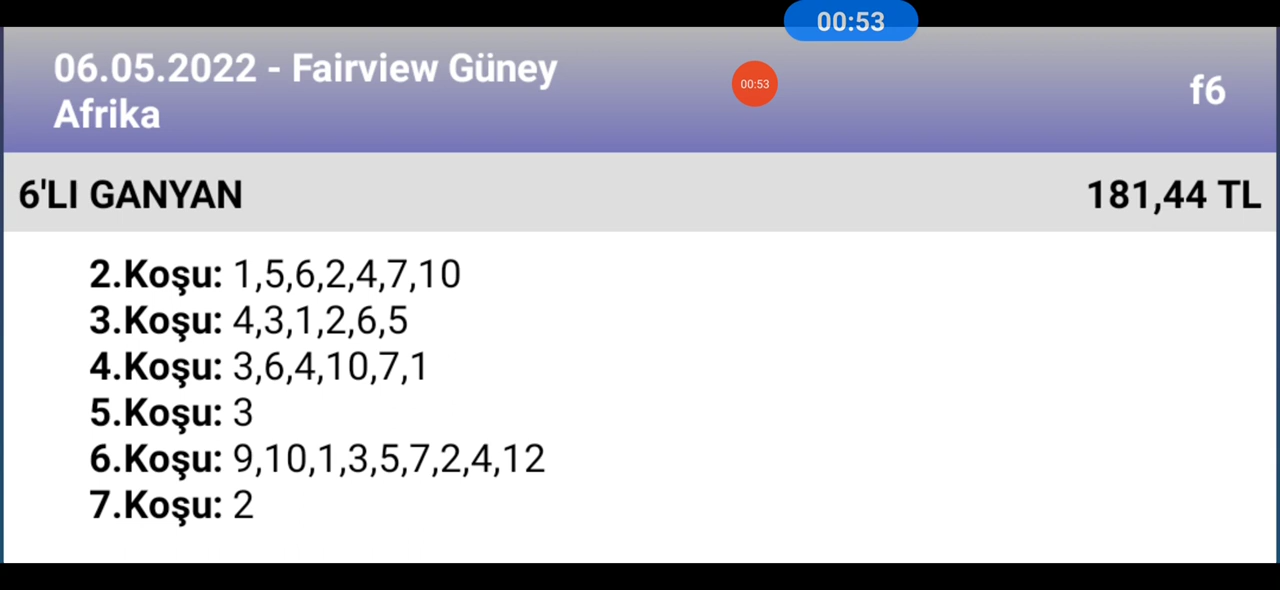 00:53
06.05.2022 - Fairview Güney
Afrika
00:53
f6
6'LI GANYAN
181,44 TL
2.Koşu: 1,5,6,2,4,7,10
3.Koşu: 4,3,1,2,6,5
4.Koşu: 3,6,4,10,7,1
5.Koşu: 3
6.Koşu: 9,10,1,3,5,7,2,4,12
7.Koşu: 2